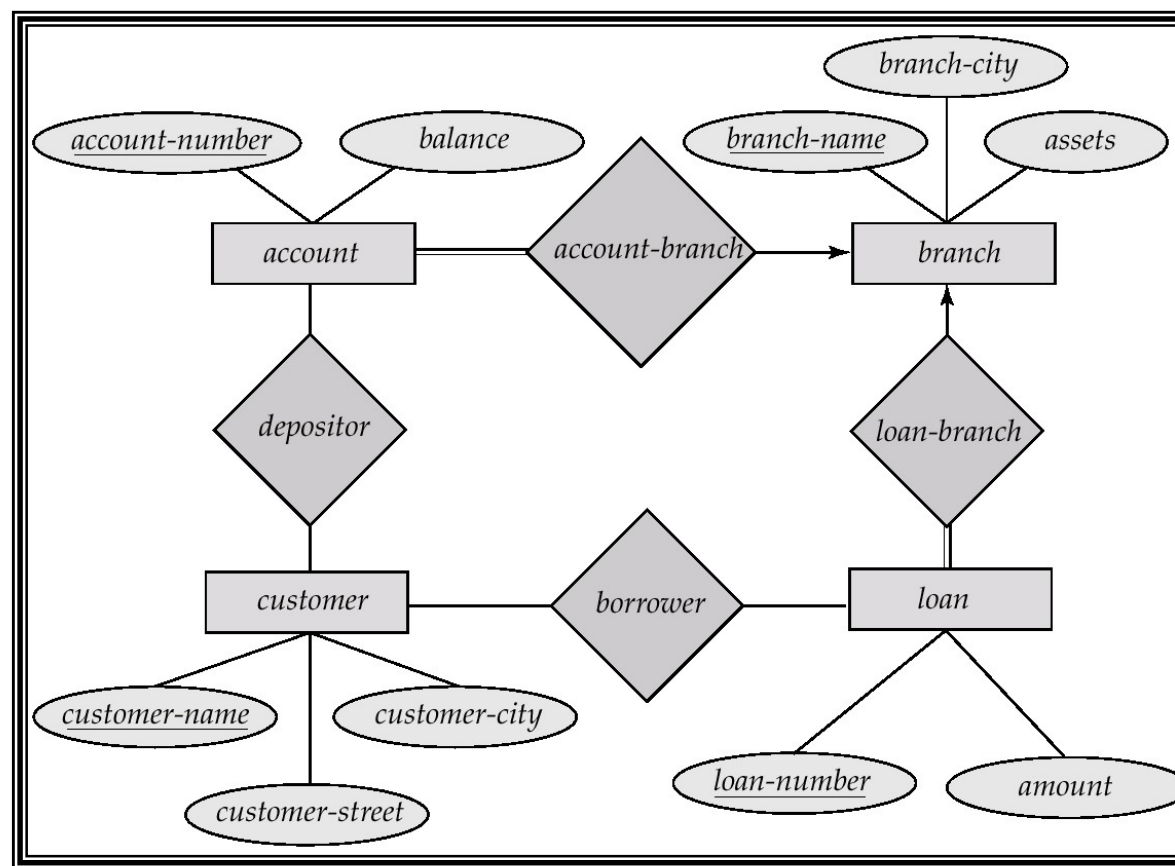 branch-city
account-number
balance
branch-name
assets
account
account-branch
branch
depositor
loan-branch
customer
borrower
loan
customer-name
customer-city
loan-number
amount
customer-street